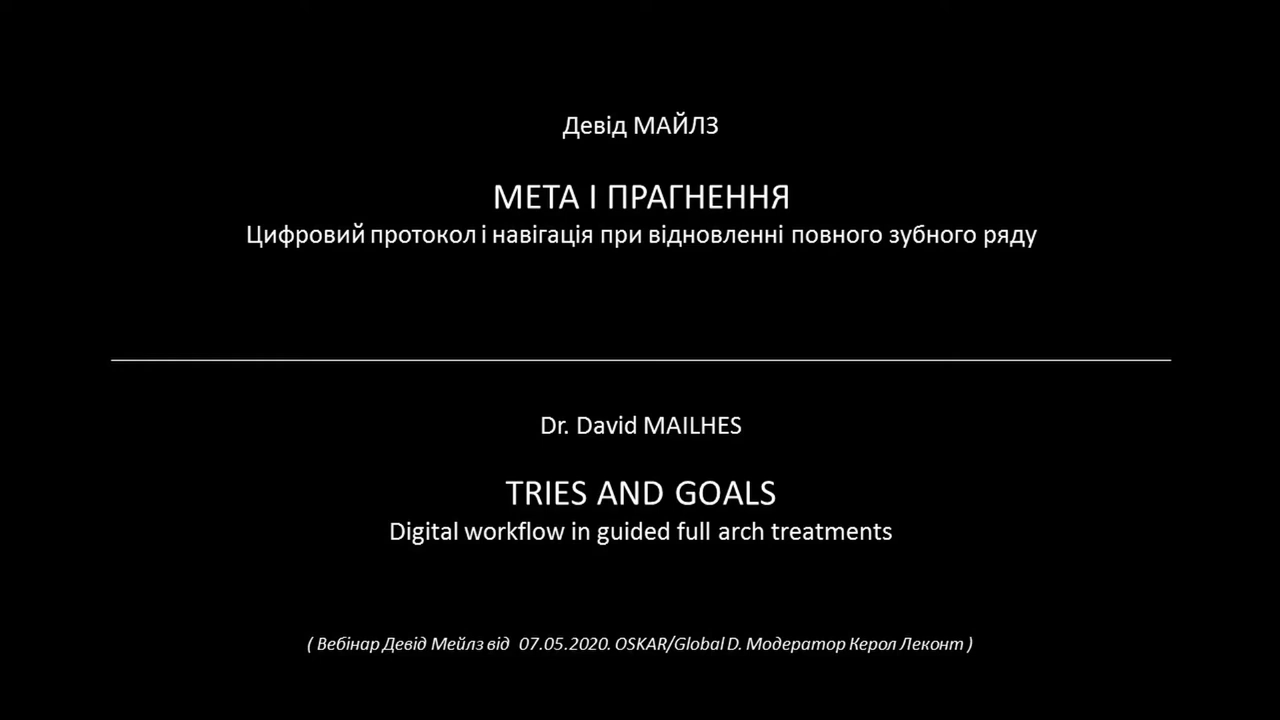 Девід МАЙЛЗ
МЕТА І ПРАГНЕННЯ
Цифровий протокол і навігація при відновленні повного зубного ряду
Dr. David MAILHES
TRIES AND GOALS
Digital workflow in guided full arch treatments
( Вебінар Девід Мейлз від 07.05.2020. OSKAR/Global D. Модератор Керол Леконт )